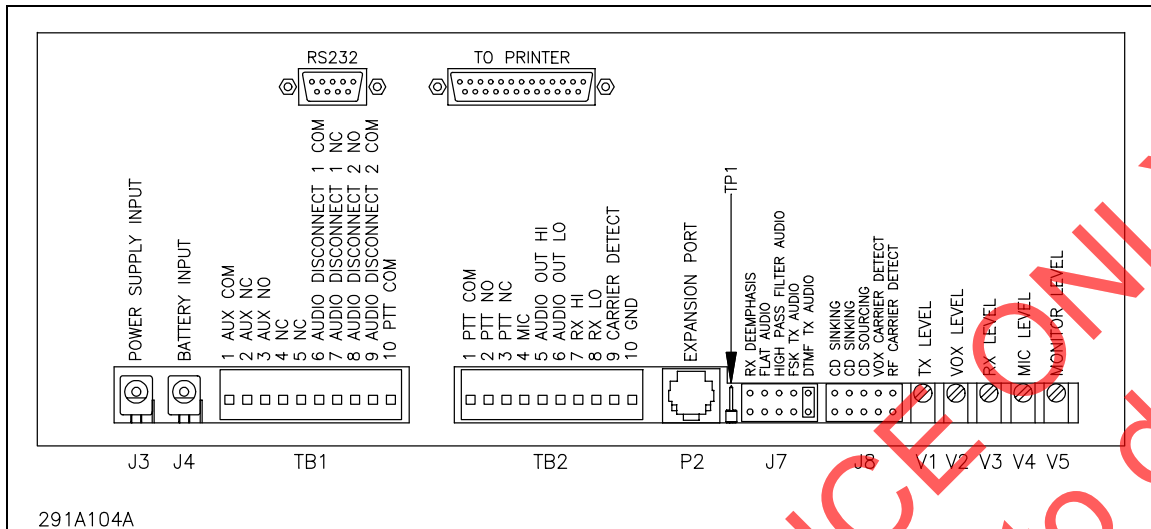 RS232
TO PRINTER
POWER SUPPLY INPUT
BATTERY INPUT
1 AUX COM
2 AUX NC
3 AUX NO
4 NC
5 NC
6 AUDIO DISCONNECT 1 COM
7 AUDIO DISCONNECT 1 NC
8 AUDIO DISCONNECT 2 NO
9 AUDIO DISCONNECT 2 COM
10 PTT COM
1 PTT COM
2 PTT NO
3 PTT NC
4 MIC
5 AUDIO OUT HI
6 AUDIO OUT LO
7 RX HI
8 RX LO
9 CARRIER DETECT
10 GND
EXPANSION PORT
TP1
RX DEEMPHASIS
FLAT AUDIO
HIGH PASS FILTER AUDIO
FSK TX AUDIO
DTMF TX AUDIO
CD SINKING
CD SINKING
CD SOURCING
VOX CARRIER DETECT
RF CARRIER DETECT
TX LEVEL
VOX LEVEL
RX LEVEL
MIC LEVEL
MONITOR LEVEL
J3 J4 TB1 TB2 P2 J7 J8 V1 V2 V3 V4 V5
291A104A